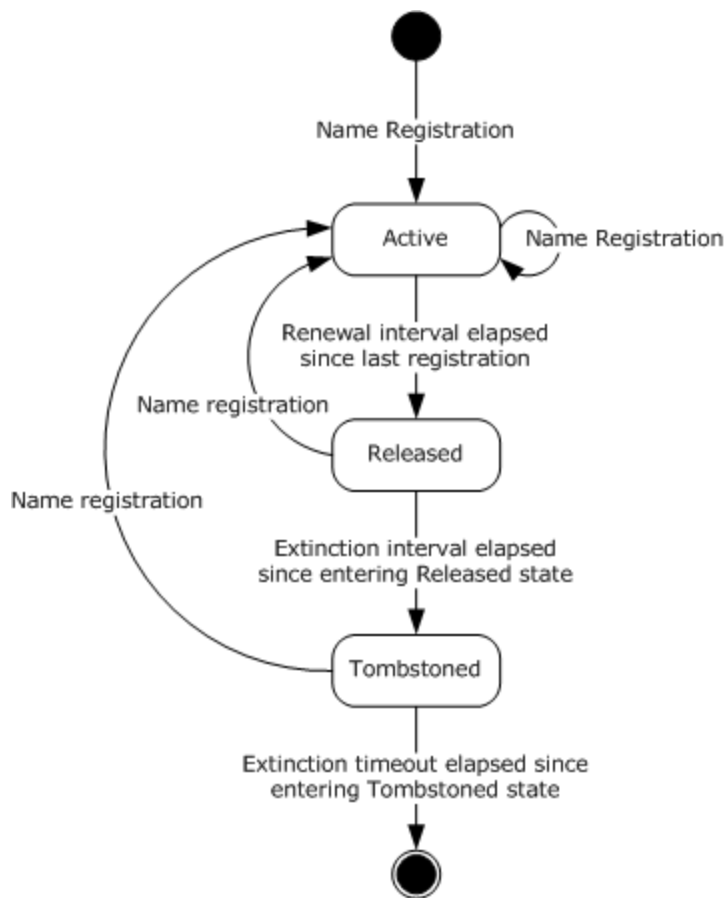 Name Registration
Active
Name Registration
Renewal interval elapsed
since last registration
Name registration
Released
Name registration
Extinction interval elapsed
since entering Released state
Tombstoned
Extinction timeout elapsed since
entering Tombstoned state